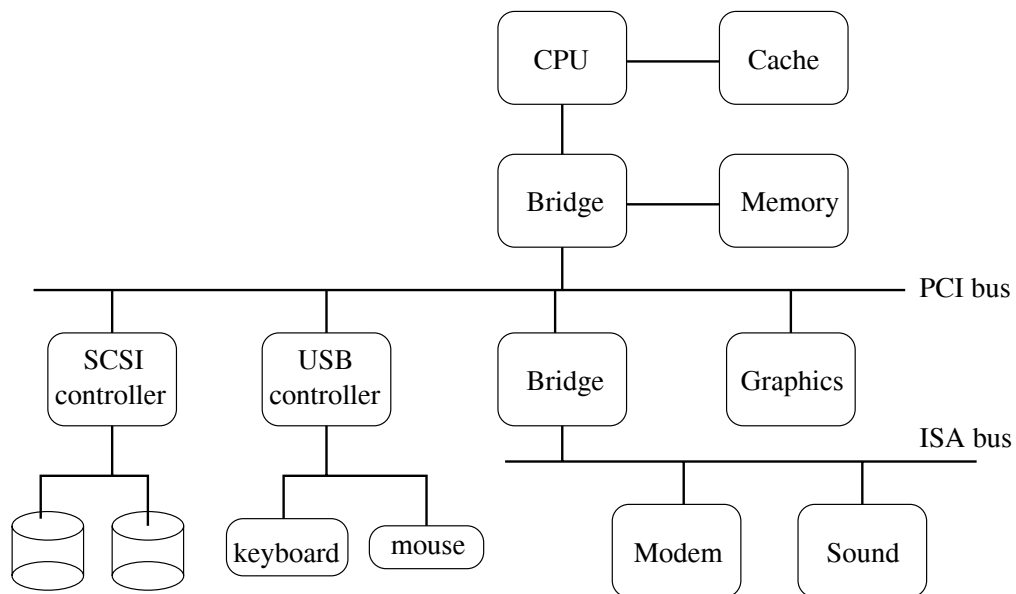 CPU
Cache
Bridge
Memory
PCI bus
SCSI
controller
USB
controller
Bridge
Graphics
ISA bus
keyboard
mouse
Modem
Sound